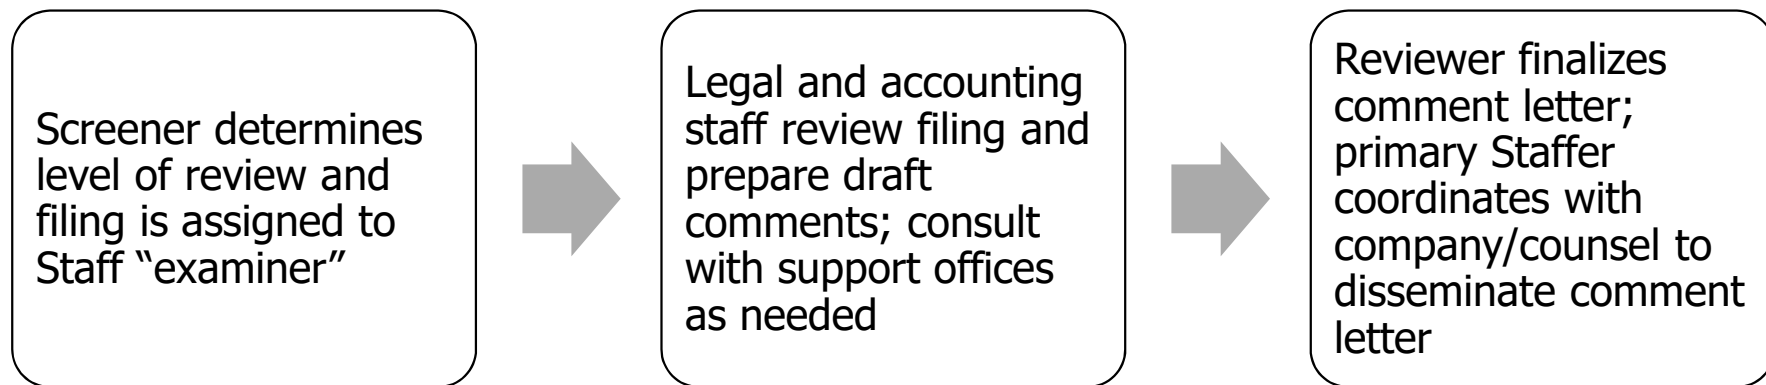 Screener determines
level of review and
filing is assigned to
Staff “examiner”
Legal and accounting
staff review filing and
prepare draft
comments; consult
with support offices
as needed
Reviewer finalizes
comment letter;
primary Staffer
coordinates with
company/counsel to
disseminate comment
letter